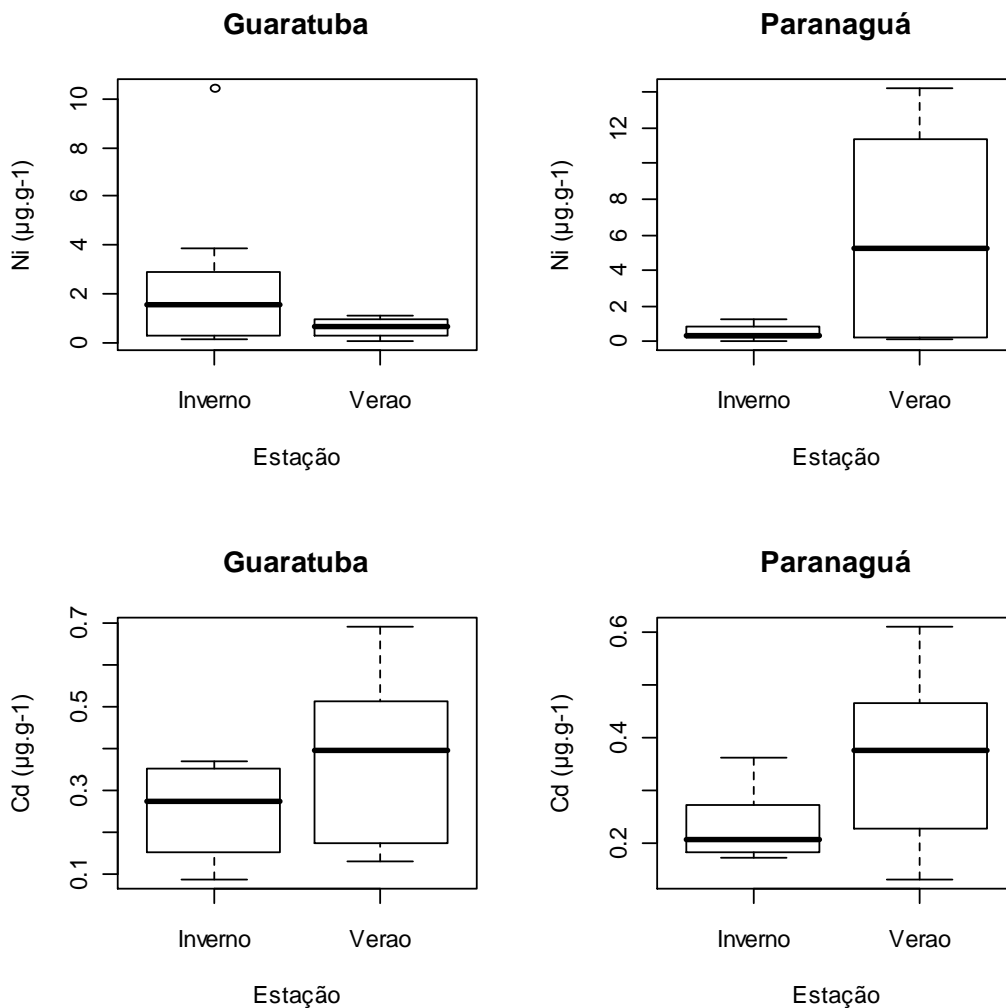 Guaratuba
Ni (µg.g-1)
10
8
6
4
2
0
Inverno Verao
Estação
Paranaguá
Ni (µg.g-1)
12
8
6
4
2
0
Inverno Verao
Estação
Guaratuba
Cd (µg.g-1)
0.7
0.5
0.3
0.1
Inverno Verao
Estação
Paranaguá
Cd (µg.g-1)
0.6
0.4
0.2
Inverno Verao
Estação